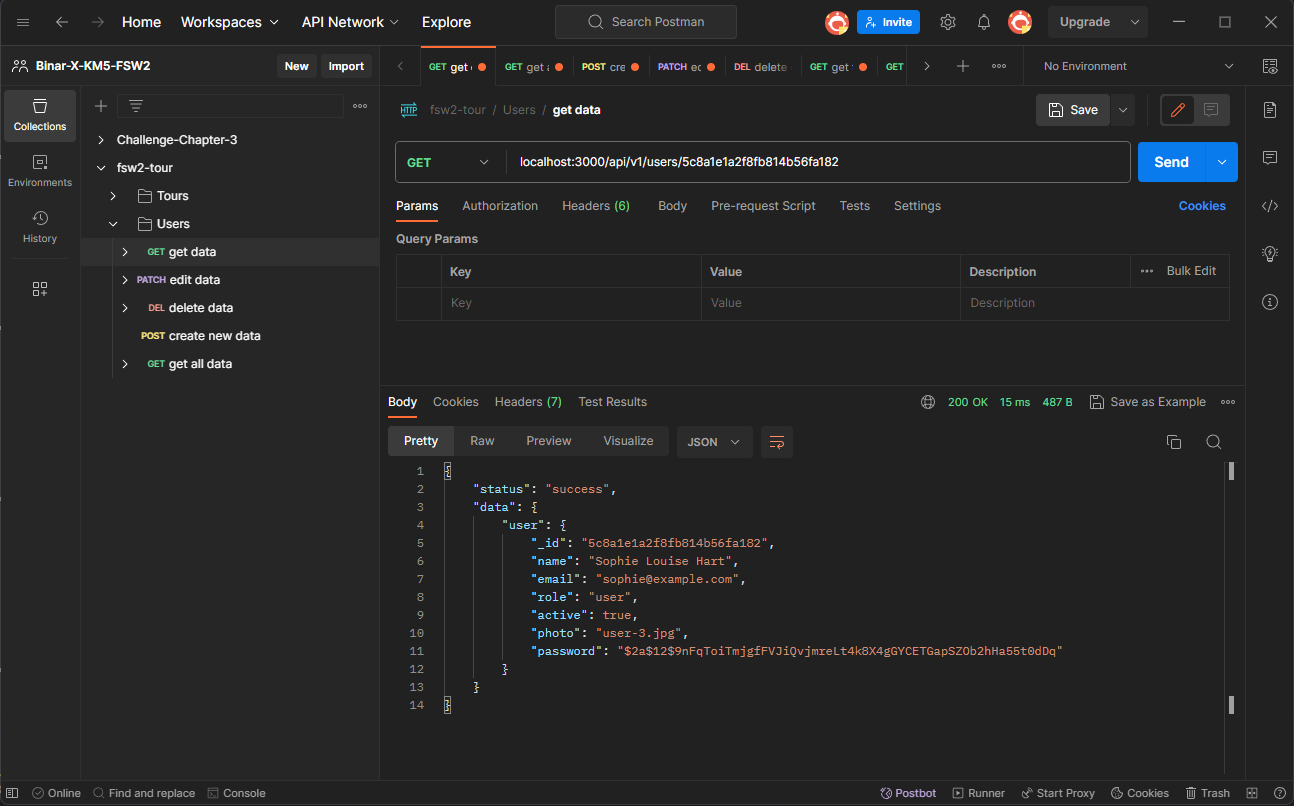 Home Workspaces API Network Explore Search Postman Invite Upgrade
Binar-X-KM5-FSW2 New Import
GET get POST cre PATCH DEL delete GET get GET No Environment
Collections
Environments
History
Challenge-Chapter-3
fsw2-tour
Tours
Users
GET get data
PATCH edit data
DEL delete data
POST create new data
GET get all data
HTTP fsw2-tour / Users / get data Save
GET localhost:3000/api/v1/users/5c8a1e1a2f8fb814b56fa182 Send
Params Authorization Headers (6) Body Pre-request Script Tests Settings Cookies
Query Params
Key Value Description Bulk Edit
Key Value Description
Body Cookies Headers (7) Test Results 200 OK 15 ms 487 B Save as Example
Pretty Raw Preview Visualize JSON
1 {
2 "status": "success",
3 "data": {
4 "user": {
5 "_id": "5c8a1e1a2f8fb814b56fa182",
6 "name": "Sophie Louise Hart",
7 "email": "sophie@example.com",
8 "role": "user",
9 "active": true,
10 "photo": "user-3.jpg",
11 "password": "$2a$12$9nFqToiTmjgfFVJiQvjmreLt4k8X4gGYCETGapSZOb2hHa55t0dDq"
12 }
13 }
14 }
Online Find and replace Console Postbot Runner Start Proxy Cookies Trash